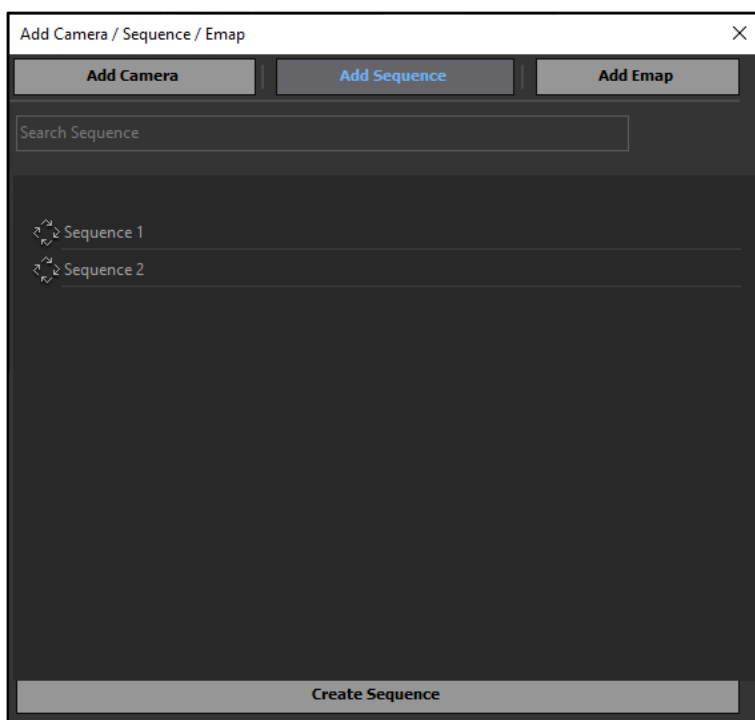 Add Camera / Sequence / Emap
Add Camera
Add Sequence
Add Emap
Search Sequence
Sequence 1
Sequence 2
Create Sequence